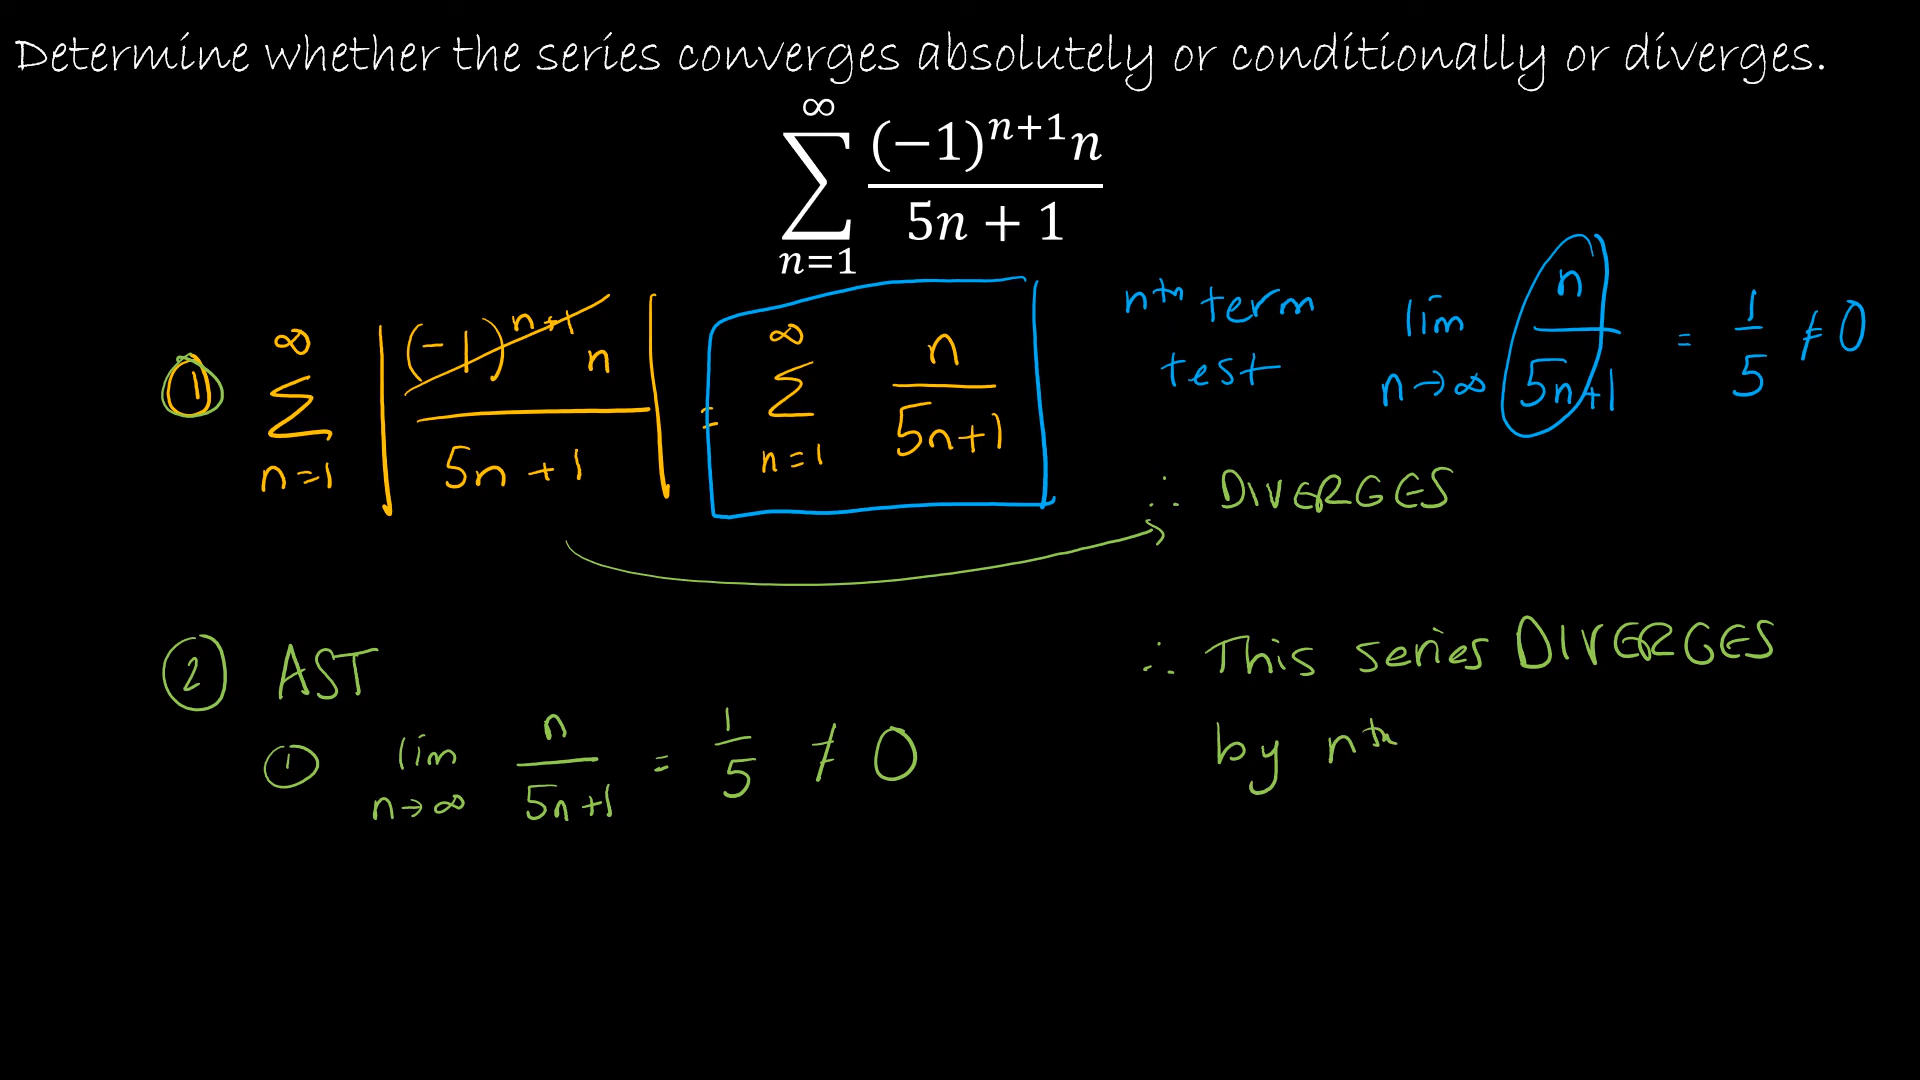 Determine whether the series converges absolutely or conditionally or diverges.
∞
∑ (−1)^{n+1}n / 5n + 1
n=1
① ∞ ∑ n=1 | (-1)^{n+1} n / 5n + 1 | = ∞ ∑ n=1 n / 5n+1
nth term test
lim n→∞ n / 5n+1 = 1/5 ≠ 0
∴ DIVERGES
② AST
① lim n→∞ n / 5n+1 = 1/5 ≠ 0
∴ This series DIVERGES
by nth